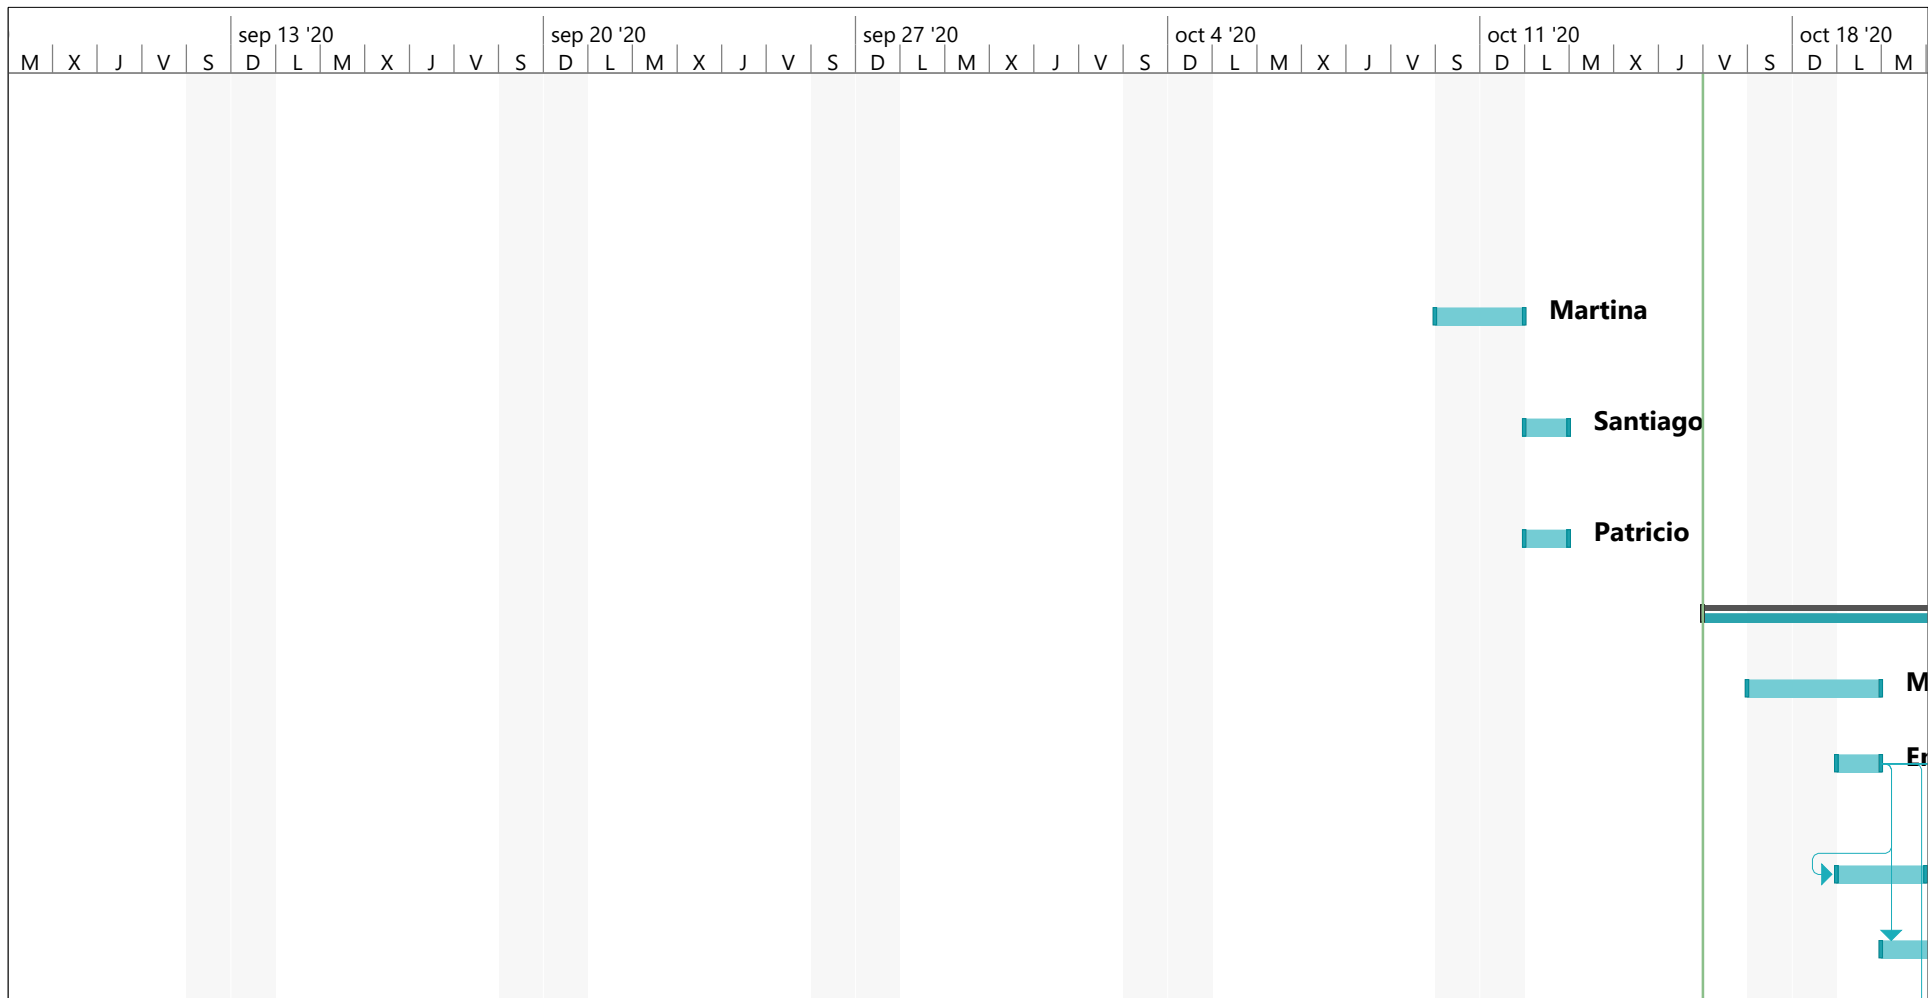 sep 13 '20 sep 20 '20 sep 27 '20 oct 4 '20 oct 11 '20 oct 18 '20
M X J V S D L M X J V S D L M X J V S D L M X J V S D L M X J V S D L M X J V S D L M
Martina
Santiago
Patricio
M